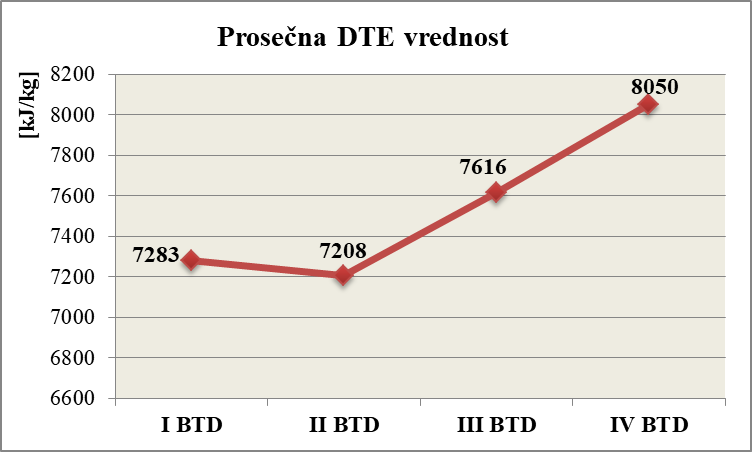 Prosečna DTE vrednost
[kJ/kg]
8200
8000
7800
7600
7400
7200
7000
6800
6600
7283
7208
7616
8050
I BTD
II BTD
III BTD
IV BTD